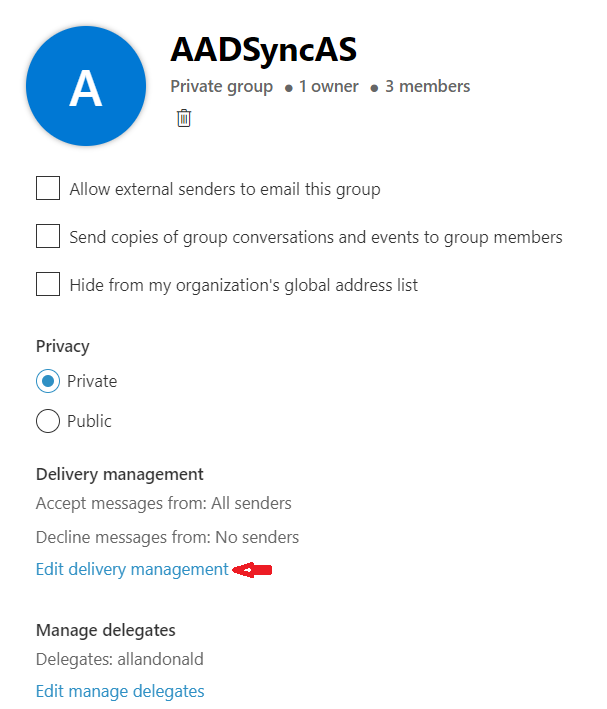 A
AADSyncAS
Private group ● 1 owner ● 3 members
Allow external senders to email this group
Send copies of group conversations and events to group members
Hide from my organization's global address list
Privacy
Private
Public
Delivery management
Accept messages from: All senders
Decline messages from: No senders
Edit delivery management
Manage delegates
Delegates: allandonald
Edit manage delegates